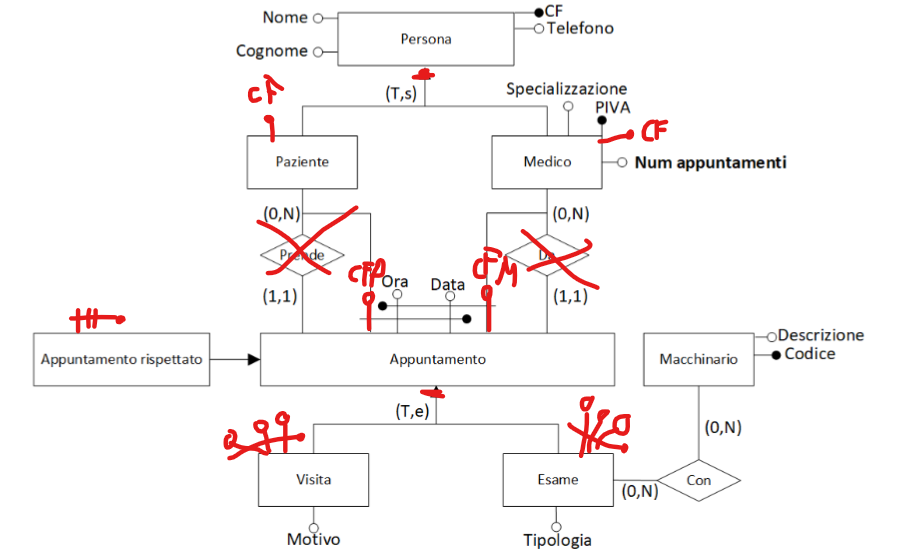 Nome
CF
Telefono
Persona
Cognome
(T,s)
Specializzazione
PIVA
CF
CF
Paziente
Medico
Num appuntamenti
(0,N)
(0,N)
Prende
CFP
Ora
Data
CFM
(1,1)
(1,1)
Appuntamento rispettato
Appuntamento
Macchinario
Descrizione
Codice
(T,e)
(0,N)
Visita
Esame
(0,N)
Con
Motivo
Tipologia